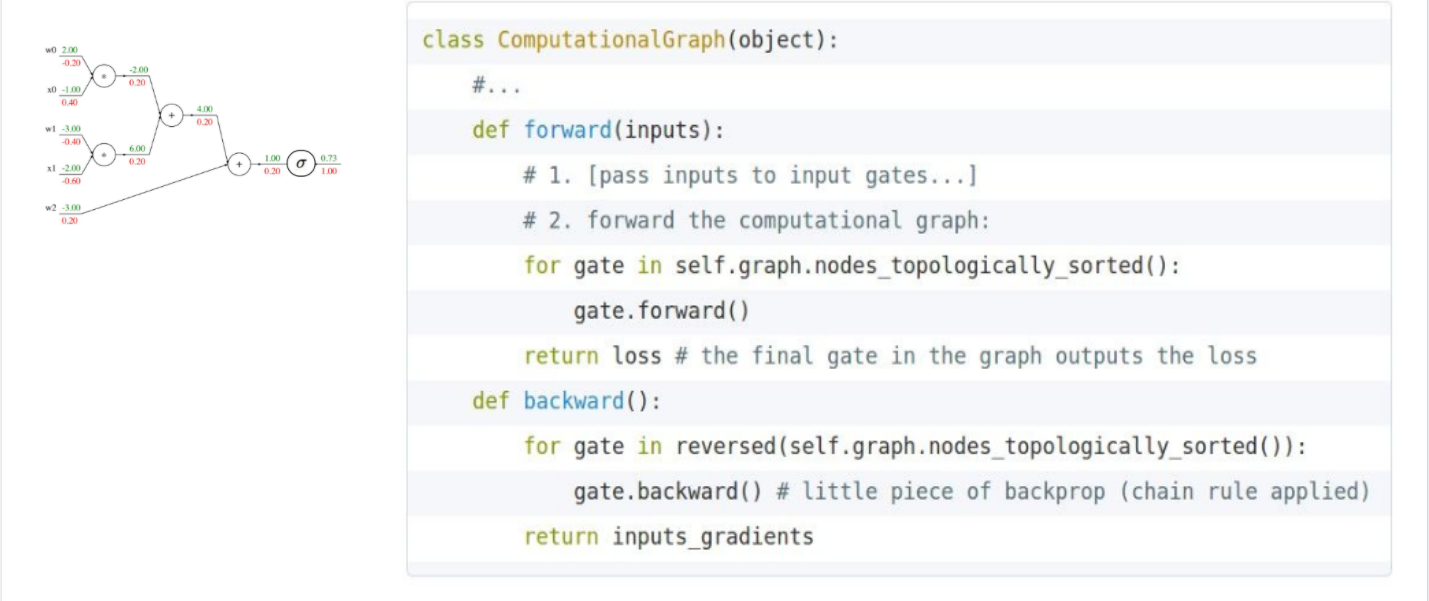 w0 2.00
-0.20
-2.00
0.20
x0 -1.00
0.40
4.00
0.20
w1 -3.00
-0.40
6.00
0.20
x1 -2.00
-0.60
1.00
0.20
σ
0.73
1.00
w2 -3.00
0.20
*
+
*
+
class ComputationalGraph(object):
#...
def forward(inputs):
# 1. [pass inputs to input gates...]
# 2. forward the computational graph:
for gate in self.graph.nodes_topologically_sorted():
gate.forward()
return loss # the final gate in the graph outputs the loss
def backward():
for gate in reversed(self.graph.nodes_topologically_sorted()):
gate.backward() # little piece of backprop (chain rule applied)
return inputs_gradients